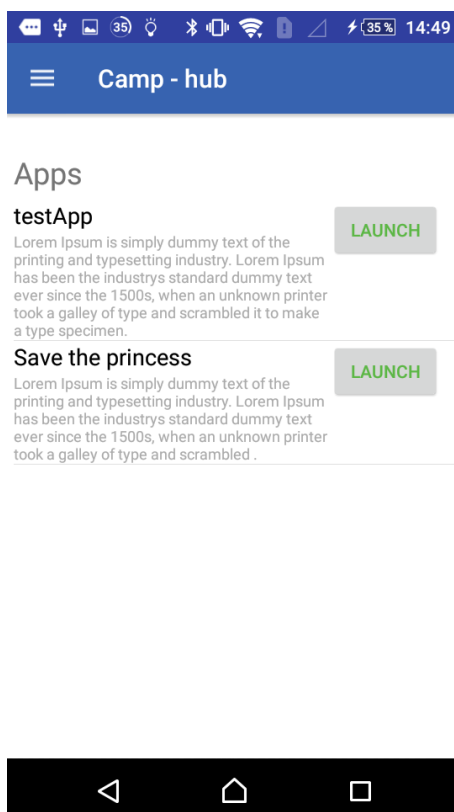 35 35% 14:49
Camp - hub
Apps
testApp
LAUNCH
Lorem Ipsum is simply dummy text of the
printing and typesetting industry. Lorem Ipsum
has been the industrys standard dummy text
ever since the 1500s, when an unknown printer
took a galley of type and scrambled it to make
a type specimen.
Save the princess
LAUNCH
Lorem Ipsum is simply dummy text of the
printing and typesetting industry. Lorem Ipsum
has been the industrys standard dummy text
ever since the 1500s, when an unknown printer
took a galley of type and scrambled .